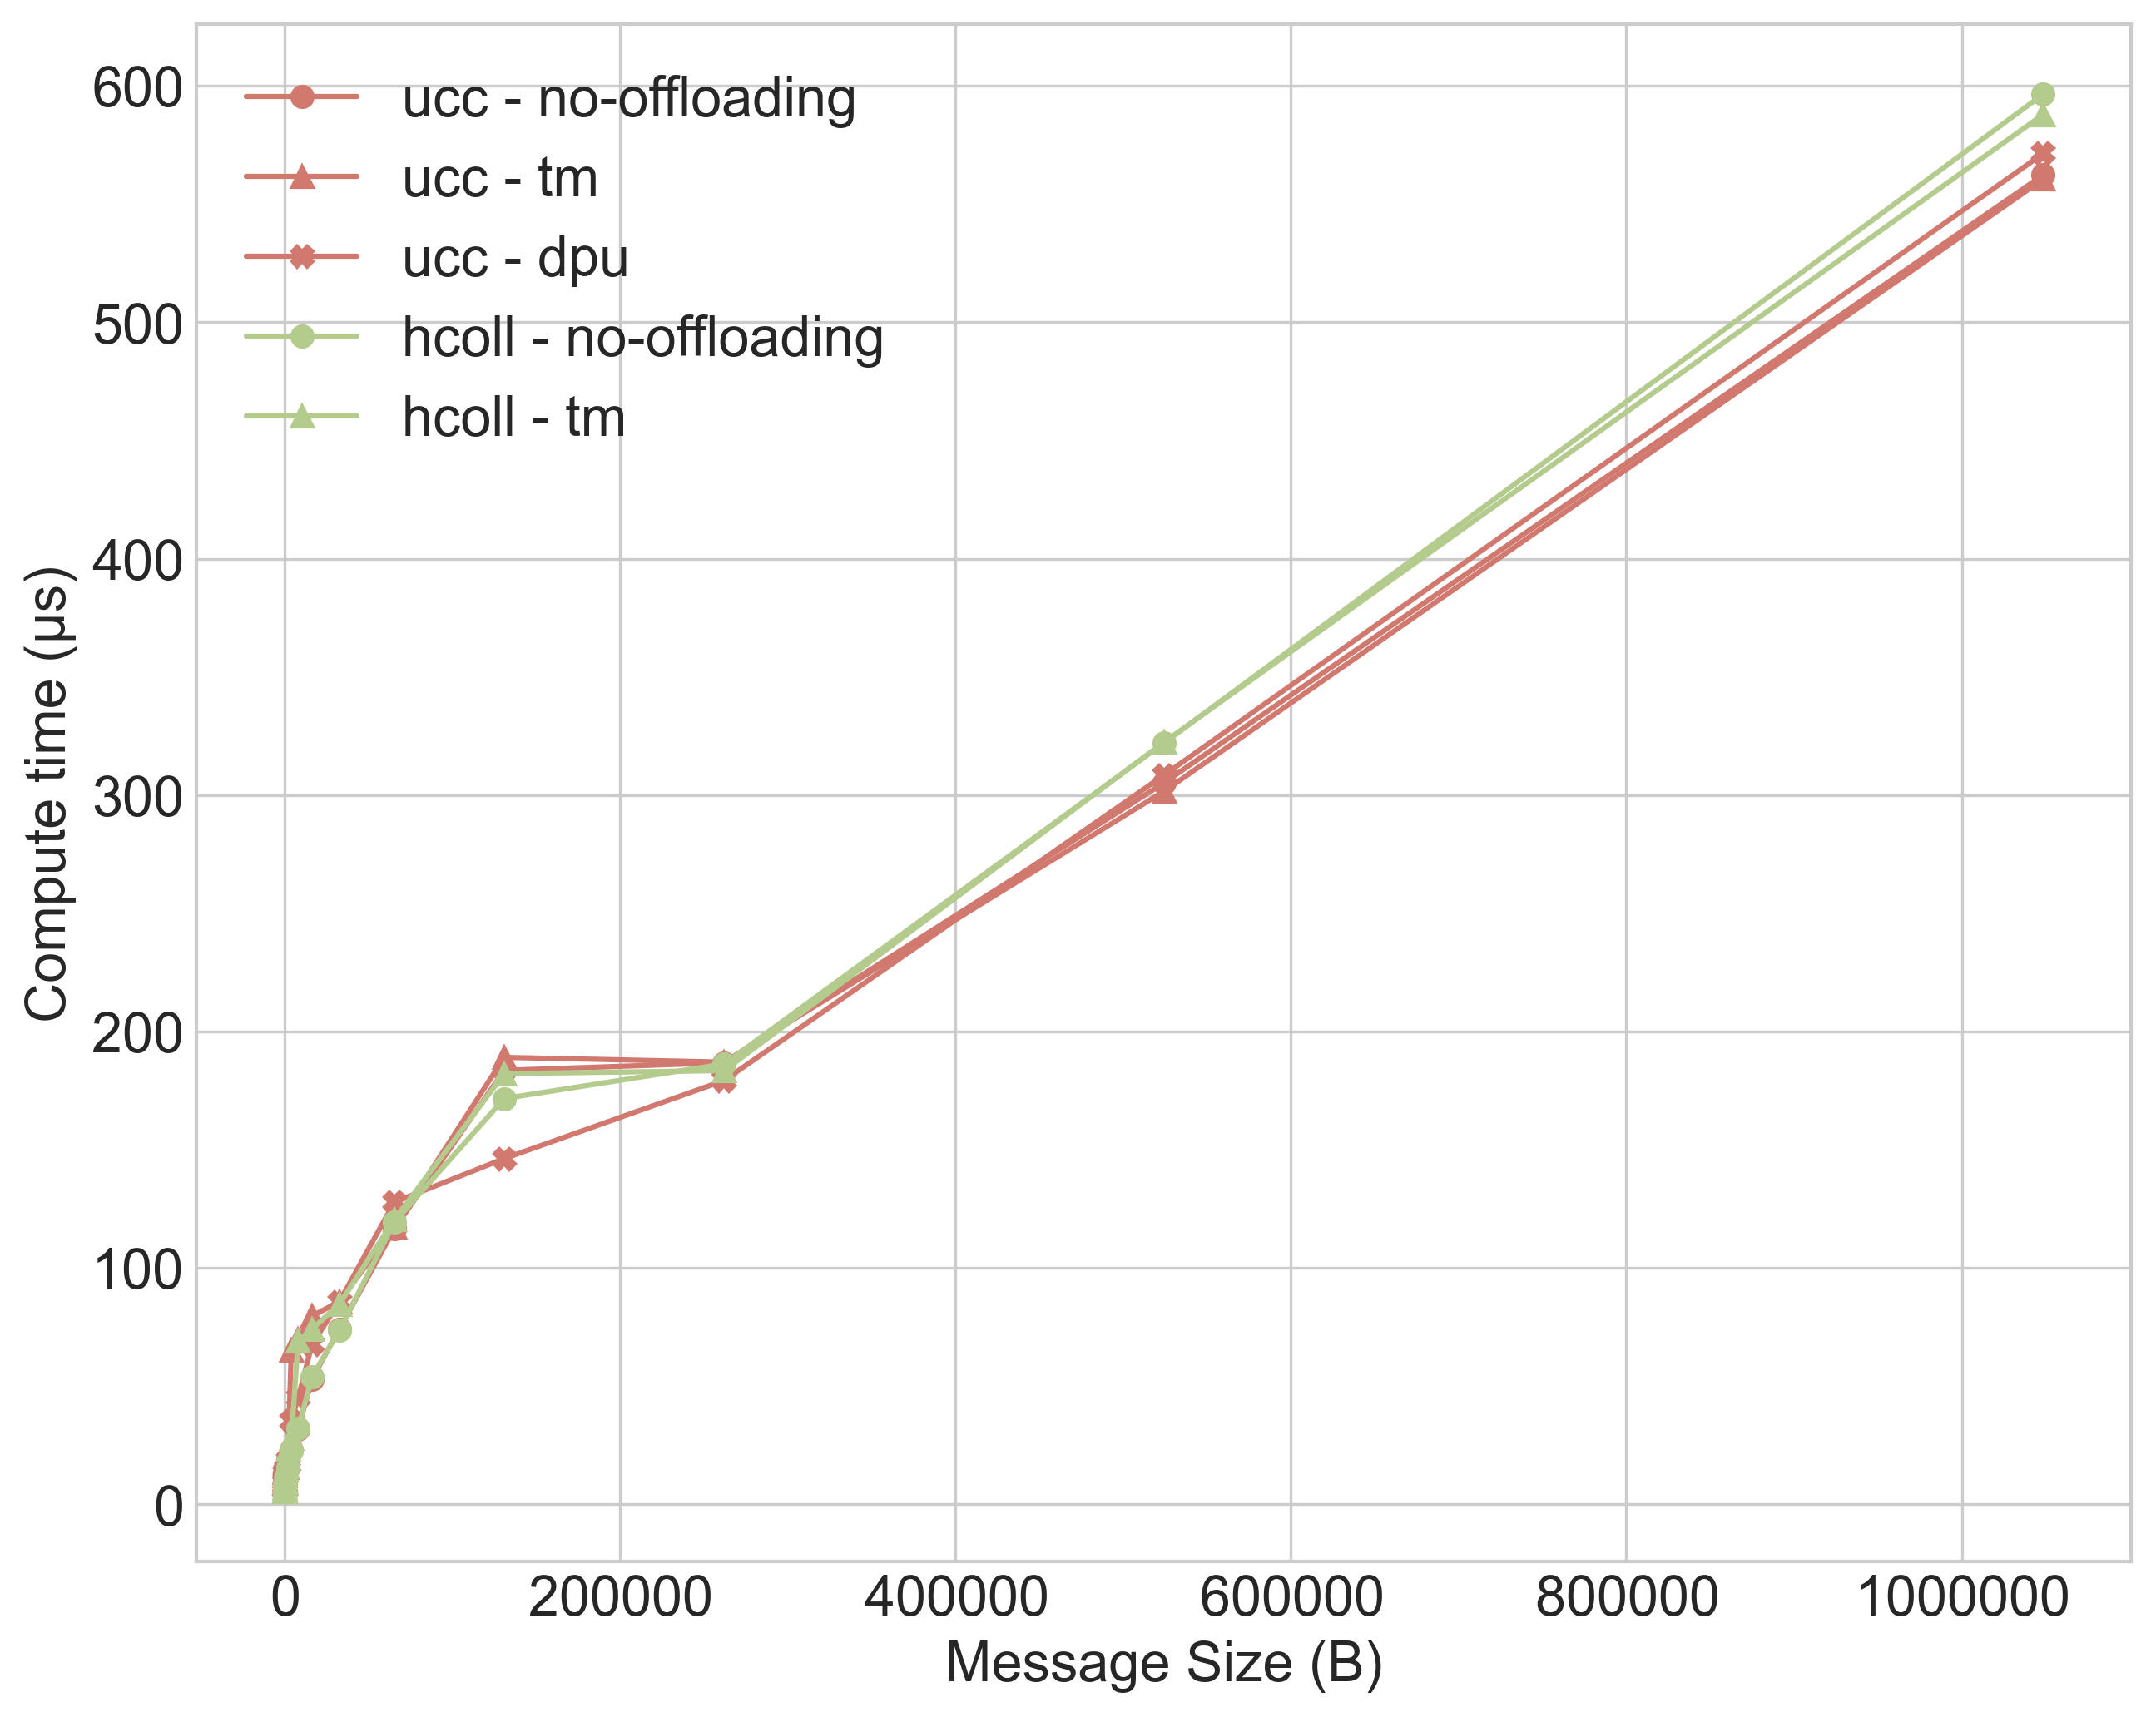 600
500
400
300
200
100
0
Compute time (µs)
ucc - no-offloading
ucc - tm
ucc - dpu
hcoll - no-offloading
hcoll - tm
0 200000 400000 600000 800000 1000000
Message Size (B)